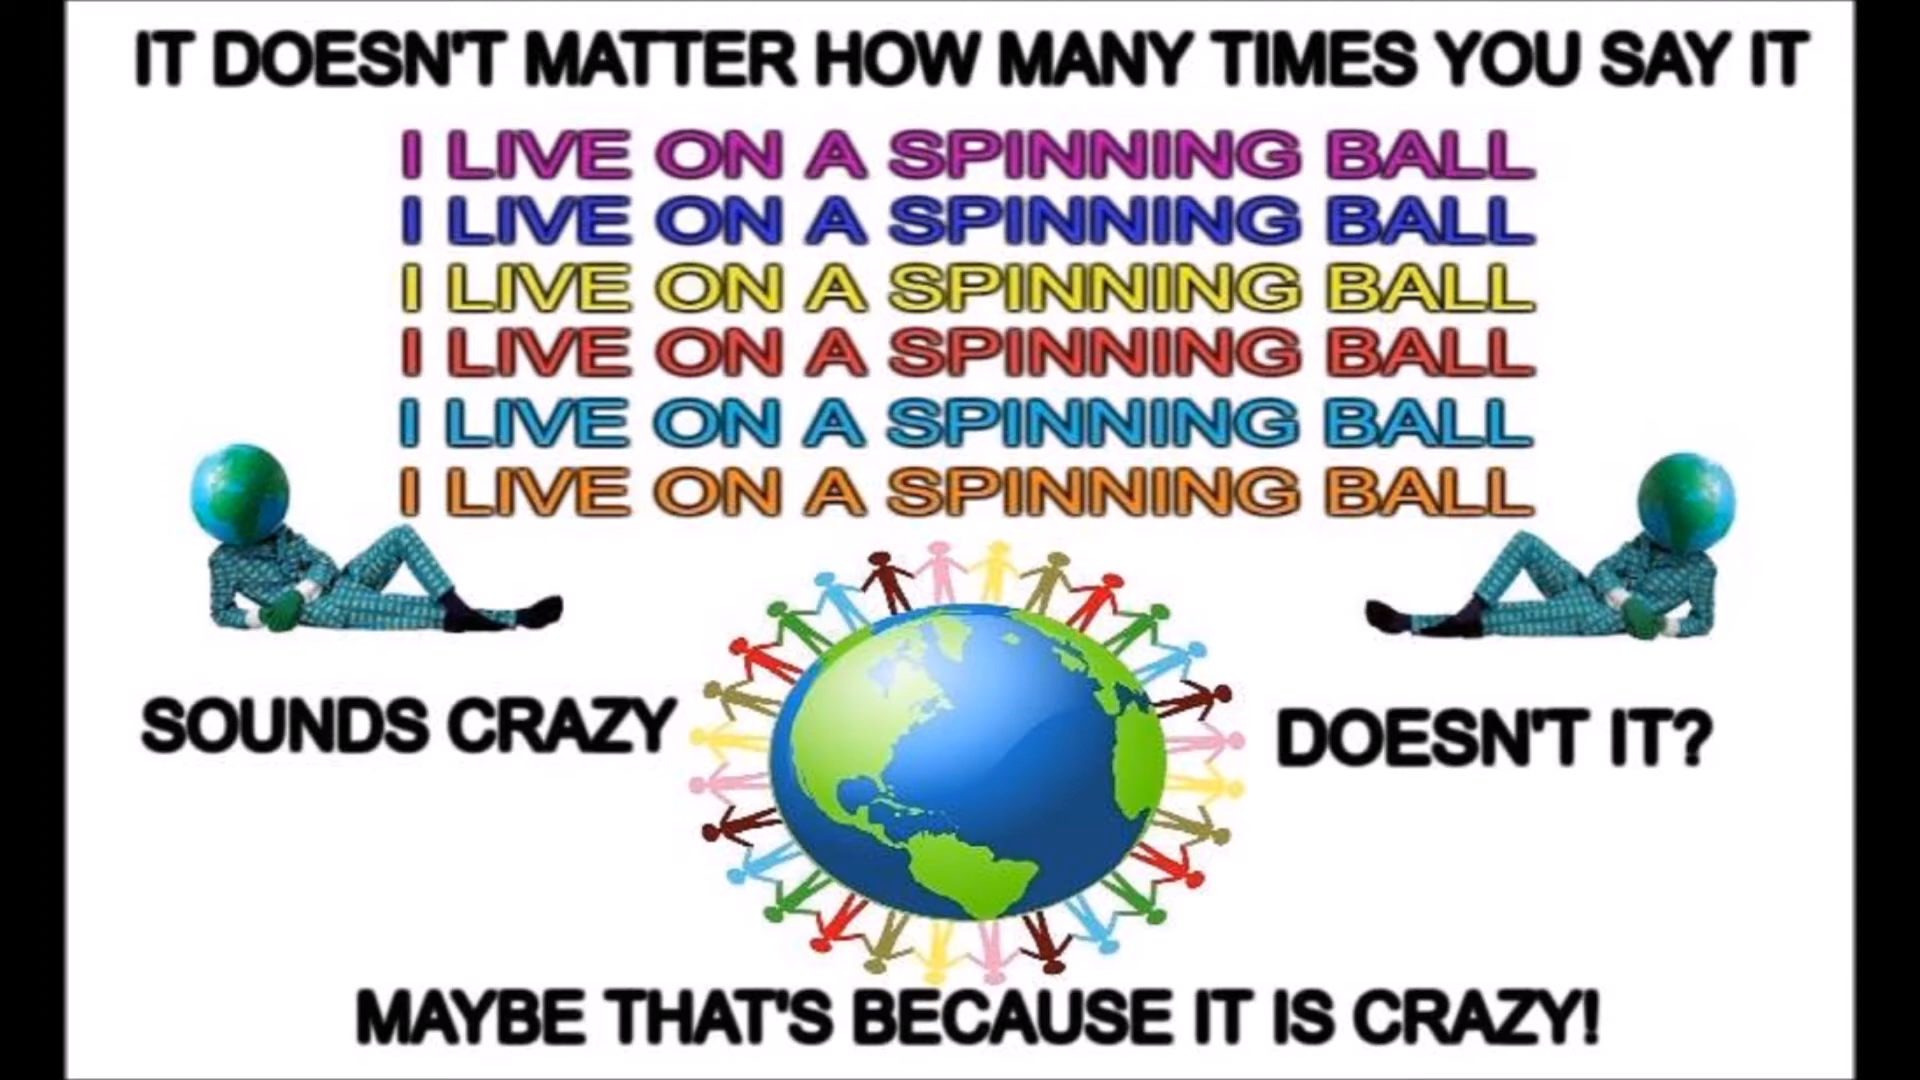 IT DOESN'T MATTER HOW MANY TIMES YOU SAY IT
I LIVE ON A SPINNING BALL
I LIVE ON A SPINNING BALL
I LIVE ON A SPINNING BALL
I LIVE ON A SPINNING BALL
I LIVE ON A SPINNING BALL
I LIVE ON A SPINNING BALL
SOUNDS CRAZY
DOESN'T IT?
MAYBE THAT'S BECAUSE IT IS CRAZY!